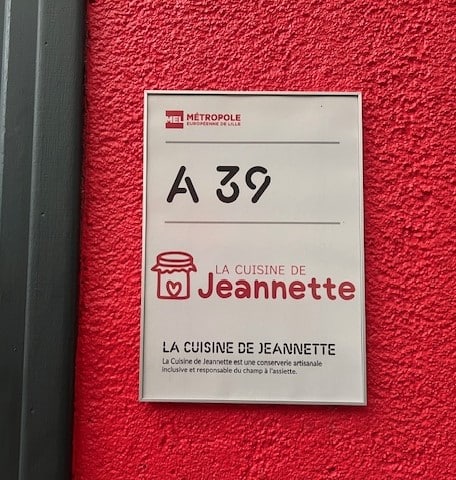 MEL MÉTROPOLE
EUROPÉENNE DE LILLE
A 39
LA CUISINE DE
Jeannette
LA CUISINE DE JEANNETTE
La Cuisine de Jeannette est une conserverie artisanale
inclusive et responsable du champ à l'assiette.